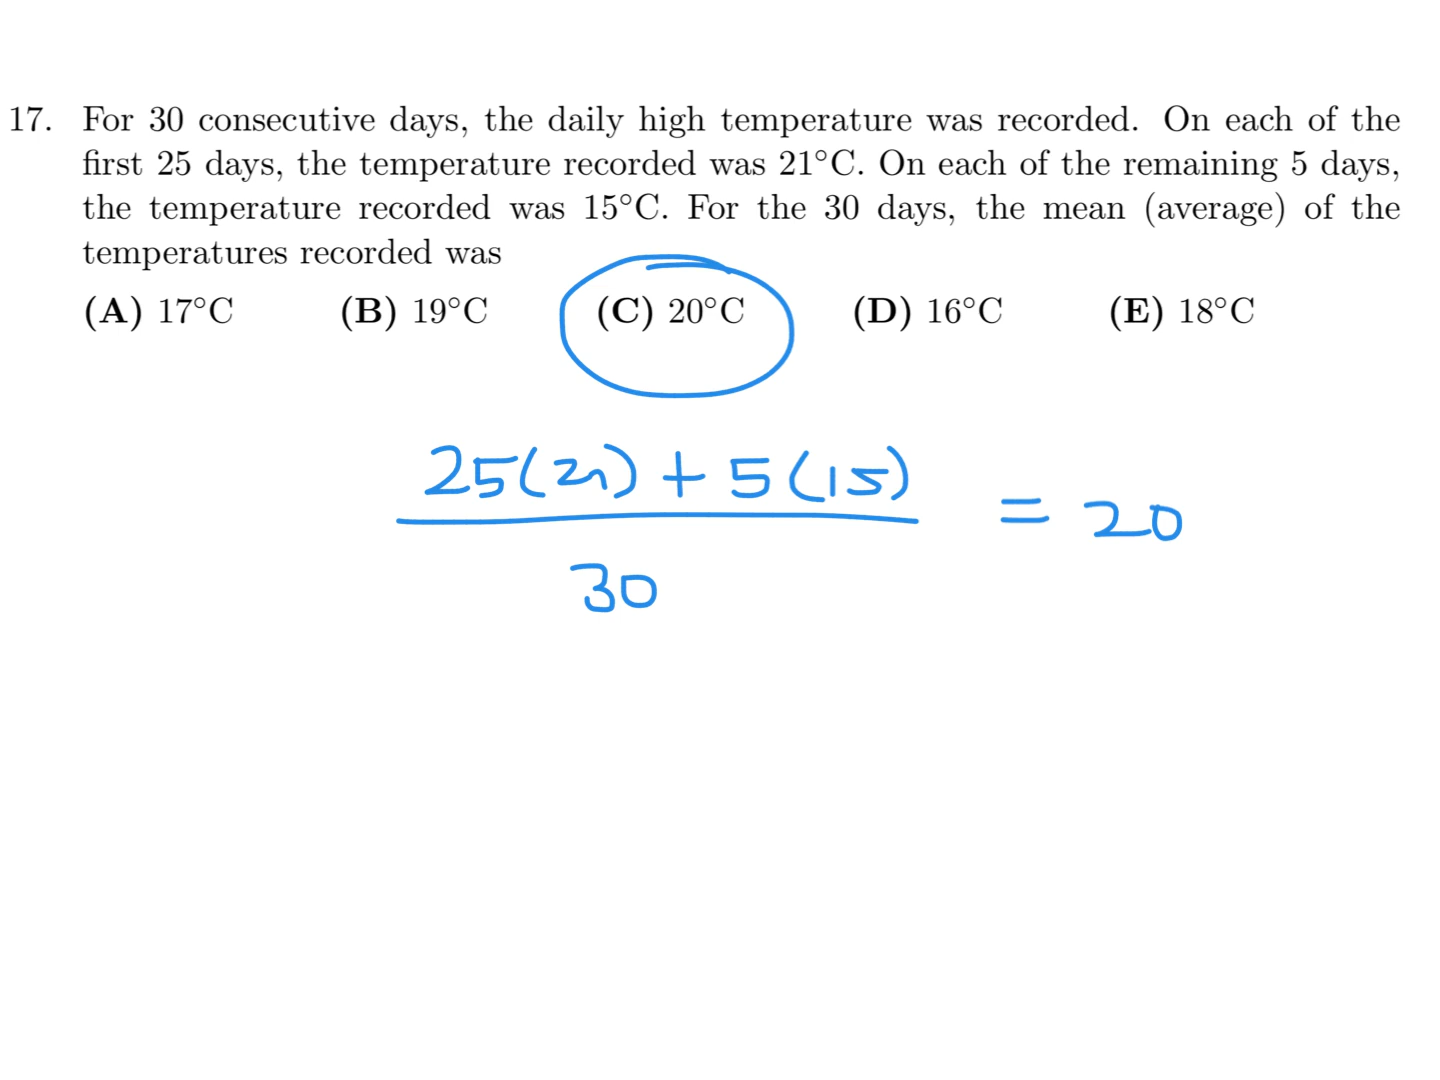 17. For 30 consecutive days, the daily high temperature was recorded. On each of the
first 25 days, the temperature recorded was 21°C. On each of the remaining 5 days,
the temperature recorded was 15°C. For the 30 days, the mean (average) of the
temperatures recorded was
(A) 17°C (B) 19°C (C) 20°C (D) 16°C (E) 18°C
25(21) + 5(15)
= 20
30